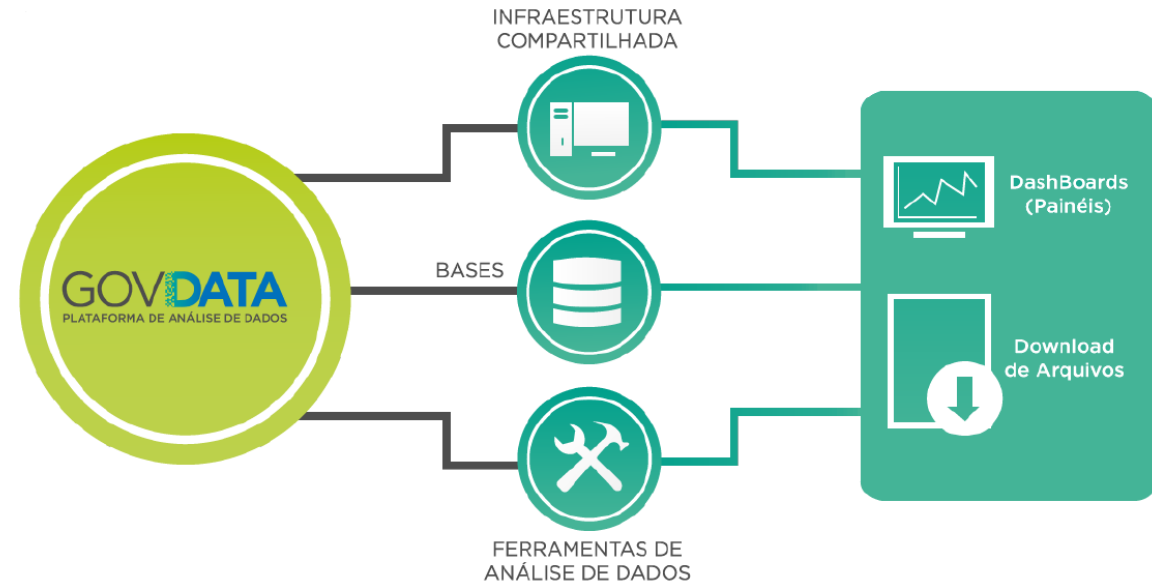 INFRAESTRUTURA
COMPARTILHADA
GOVDATA
PLATAFORMA DE ANÁLISE DE DADOS
BASES
FERRAMENTAS DE
ANÁLISE DE DADOS
DashBoards
(Painéis)
Download
de Arquivos